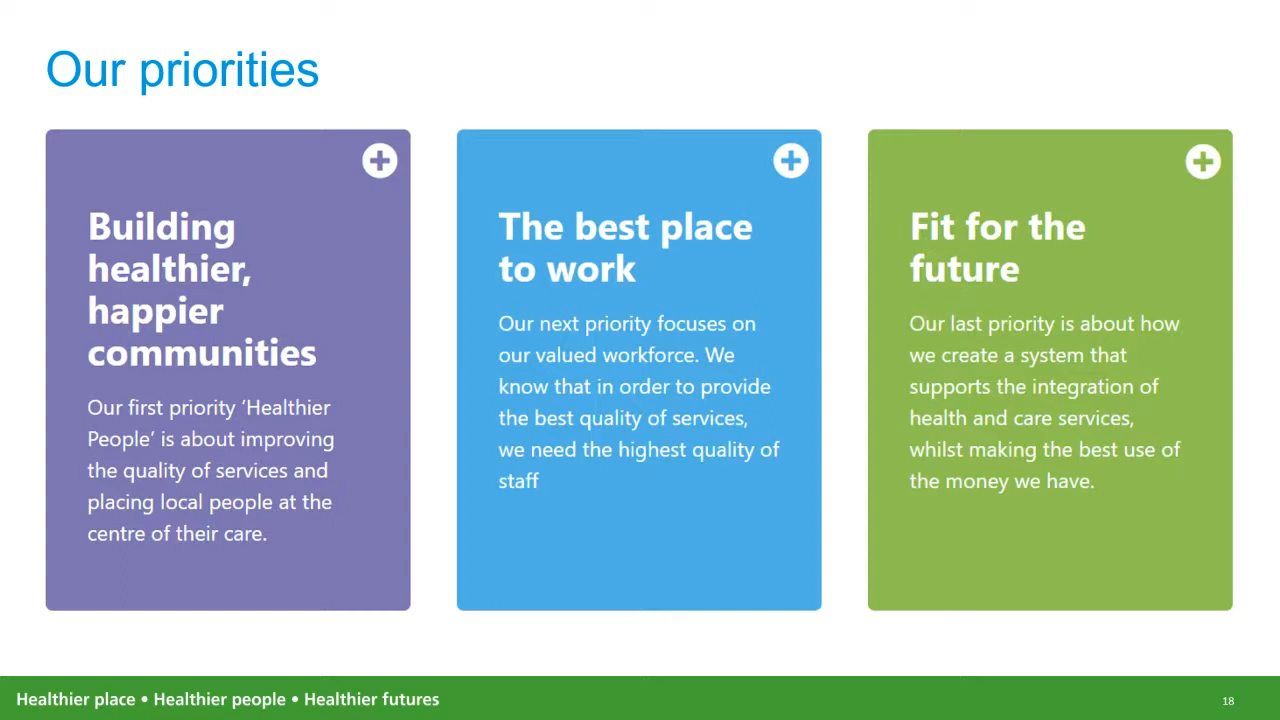 Our priorities
Building
healthier,
happier
communities
Our first priority ‘Healthier
People’ is about improving
the quality of services and
placing local people at the
centre of their care.
The best place
to work
Our next priority focuses on
our valued workforce. We
know that in order to provide
the best quality of services,
we need the highest quality of
staff
Fit for the
future
Our last priority is about how
we create a system that
supports the integration of
health and care services,
whilst making the best use of
the money we have.
Healthier place • Healthier people • Healthier futures
18